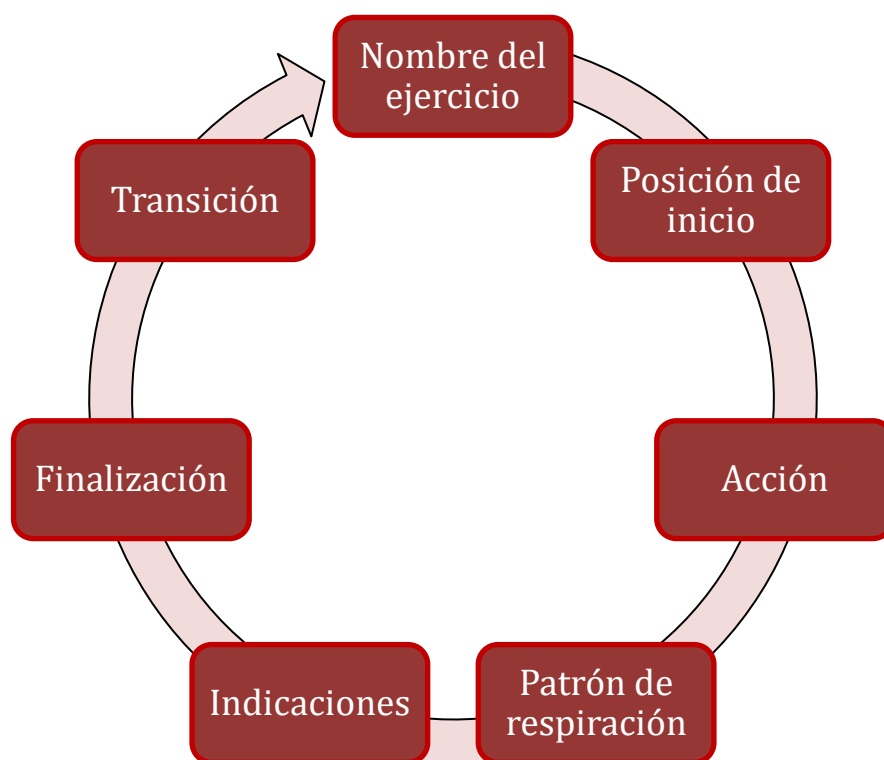 Nombre del
ejercicio
Posición de
inicio
Acción
Patrón de
respiración
Indicaciones
Finalización
Transición